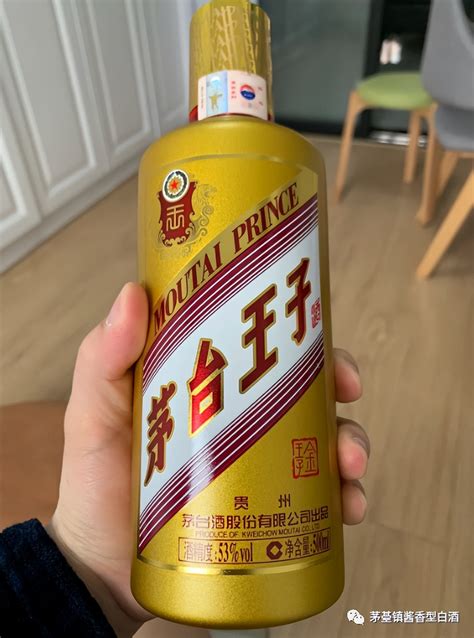 MOUTAI PRINCE
茅台王子
酒
王
金
王子
贵州
茅台酒股份有限公司出品
PRODUCE OF KWEICHOW MOUTAI CO., LTD.
酒精度:53%vol
净含量:500ml
茅台镇酱香型白酒